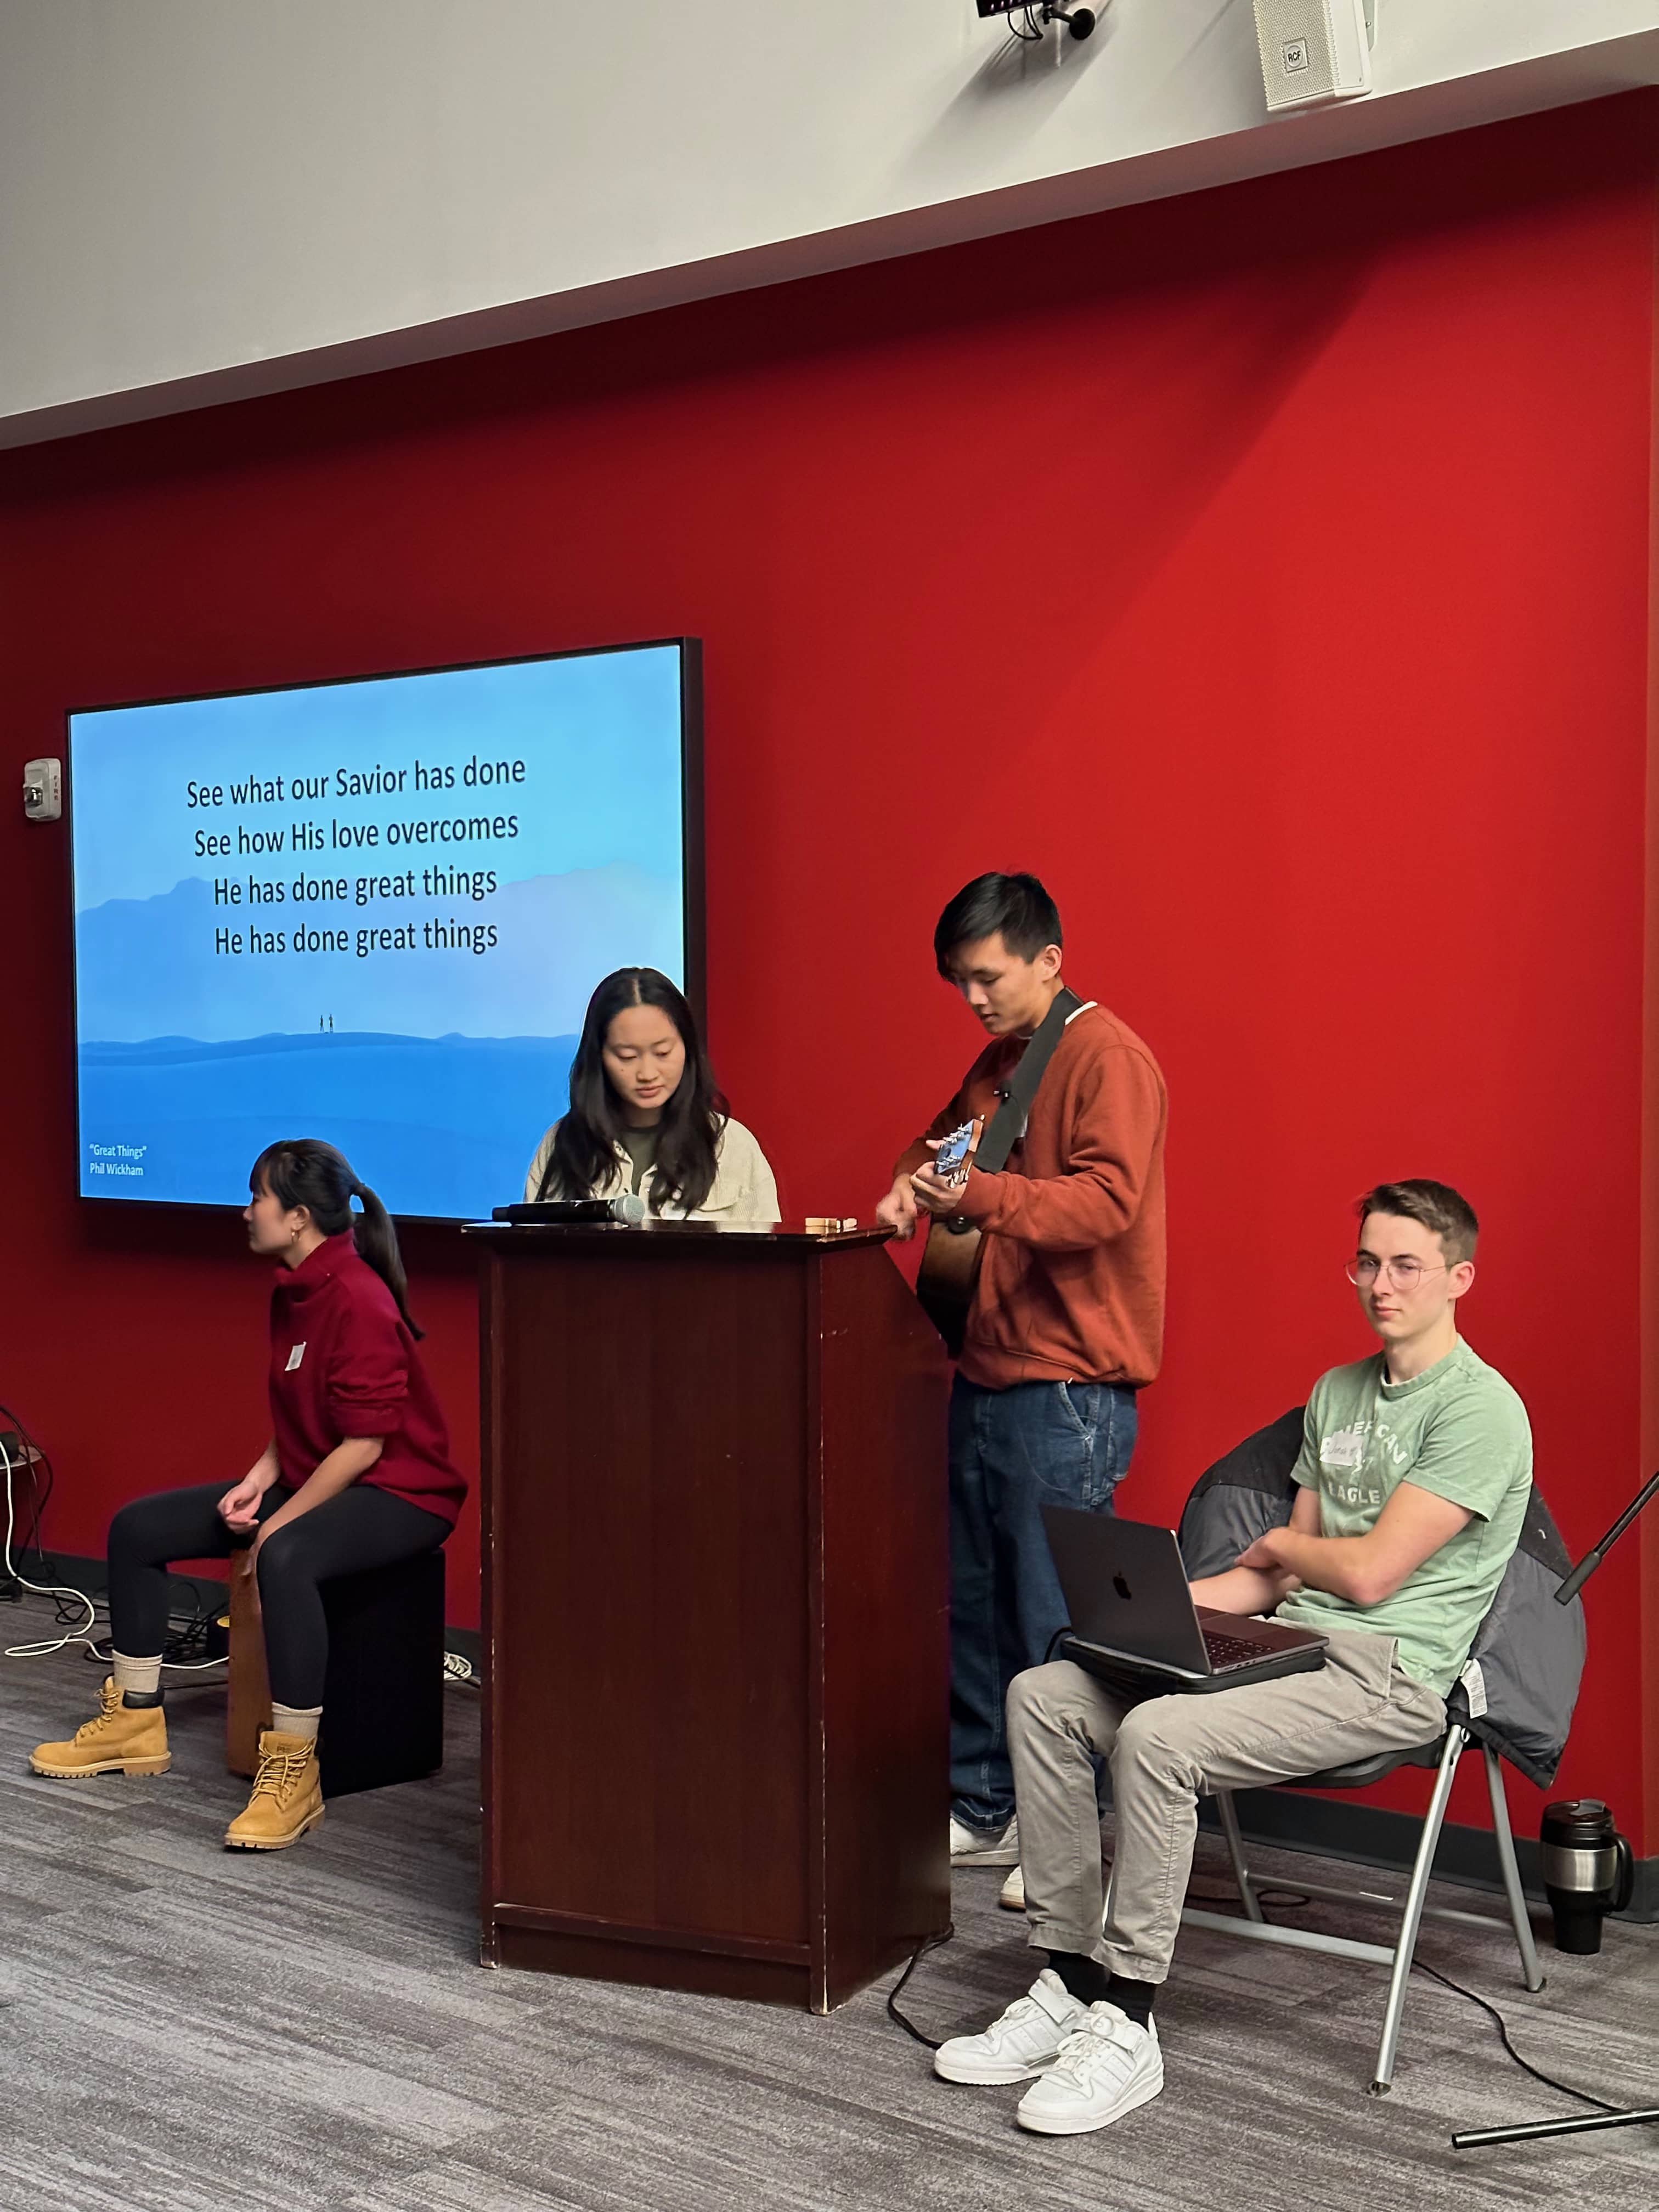 RCF
FIRE
See what our Savior has done
See how His love overcomes
He has done great things
He has done great things
"Great Things"
Phil Wickham
EAGLE